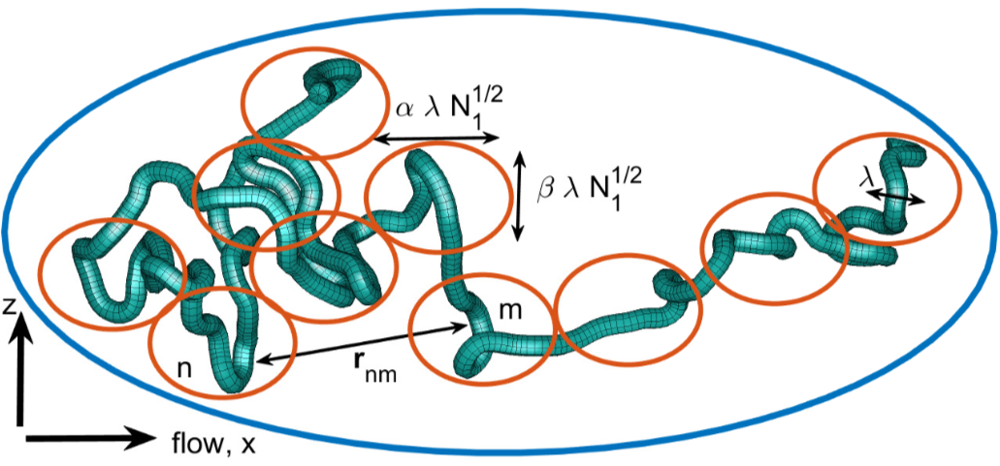 α λ N₁^1/2
β λ N₁^1/2
λ
z
m
n
r_nm
flow, x